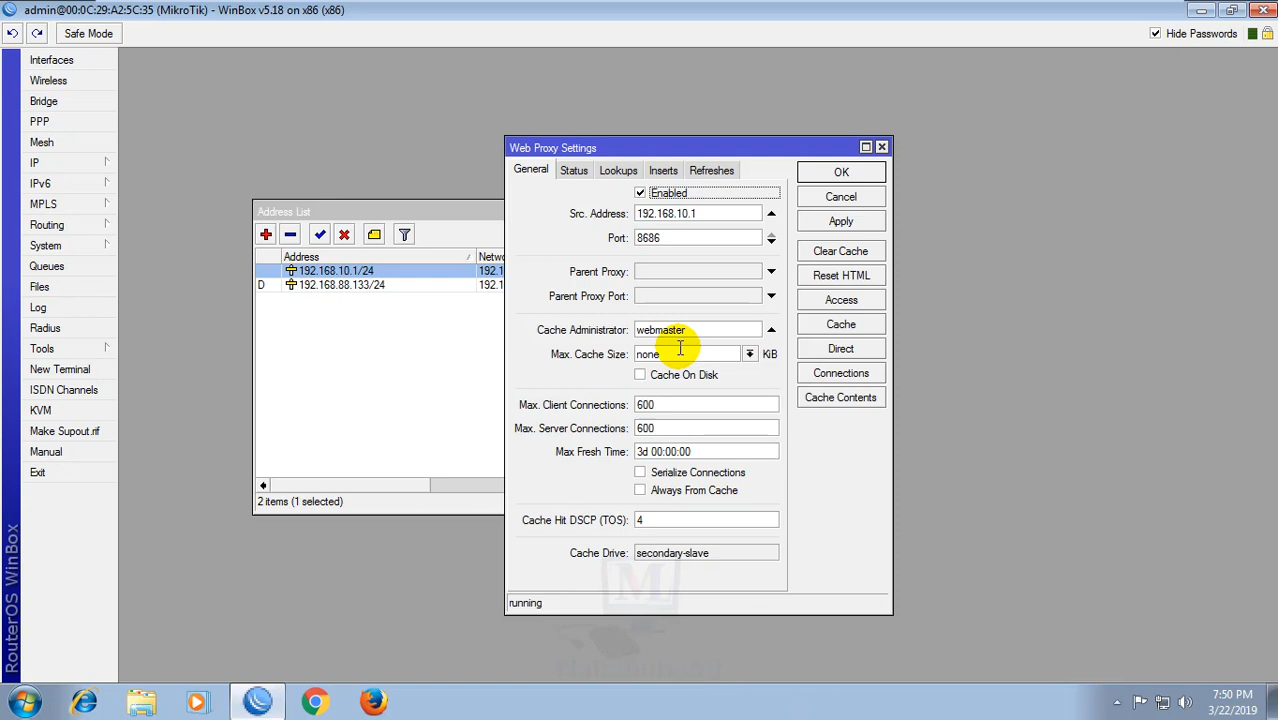 admin@00:0C:29:A2:5C:35 (MikroTik) - WinBox v5.18 on x86 (x86)
Safe Mode
Hide Passwords
Interfaces
Wireless
Bridge
PPP
Mesh
IP
IPv6
MPLS
Routing
System
Queues
Files
Log
Radius
Tools
New Terminal
ISDN Channels
KVM
Make Supout.rif
Manual
Exit
RouterOS WinBox
Address List
Address
Netw
192.168.10.1/24
192.1
D
192.168.88.133/24
192.1
2 items (1 selected)
Web Proxy Settings
General
Status
Lookups
Inserts
Refreshes
Enabled
Src. Address: 192.168.10.1
Port: 8686
Parent Proxy:
Parent Proxy Port:
Cache Administrator: webmaster
Max. Cache Size: none KiB
Cache On Disk
Max. Client Connections: 600
Max. Server Connections: 600
Max Fresh Time: 3d 00:00:00
Serialize Connections
Always From Cache
Cache Hit DSCP (TOS): 4
Cache Drive: secondary-slave
running
OK
Cancel
Apply
Clear Cache
Reset HTML
Access
Cache
Direct
Connections
Cache Contents
M
7:50 PM
3/22/2019